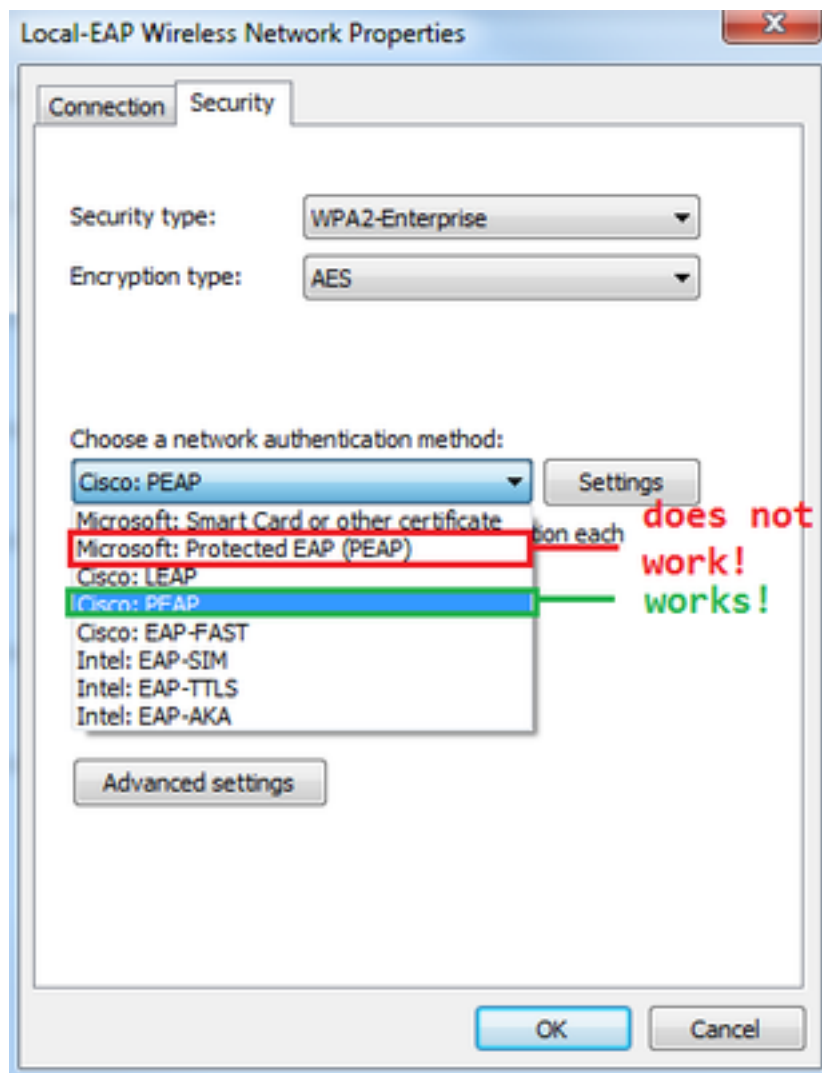 Local-EAP Wireless Network Properties
X
Connection Security
Security type: WPA2-Enterprise
Encryption type: AES
Choose a network authentication method:
Cisco: PEAP Settings
Microsoft: Smart Card or other certificate
tion each
does not
Microsoft: Protected EAP (PEAP)
work!
Cisco: LEAP
Cisco: PEAP
works!
Cisco: EAP-FAST
Intel: EAP-SIM
Intel: EAP-TTLS
Intel: EAP-AKA
Advanced settings
OK Cancel